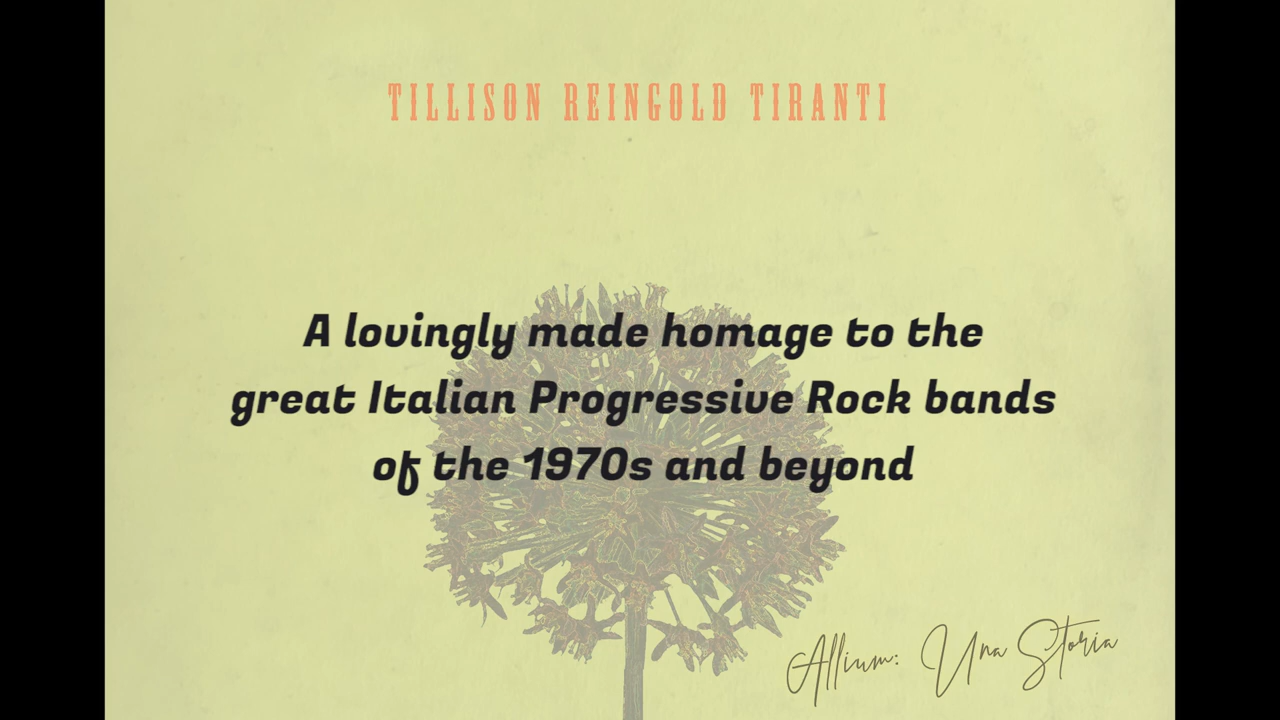 TILLISON REINGOLD TIRANTI
A lovingly made homage to the
great Italian Progressive Rock bands
of the 1970s and beyond
Allium: Una Storia